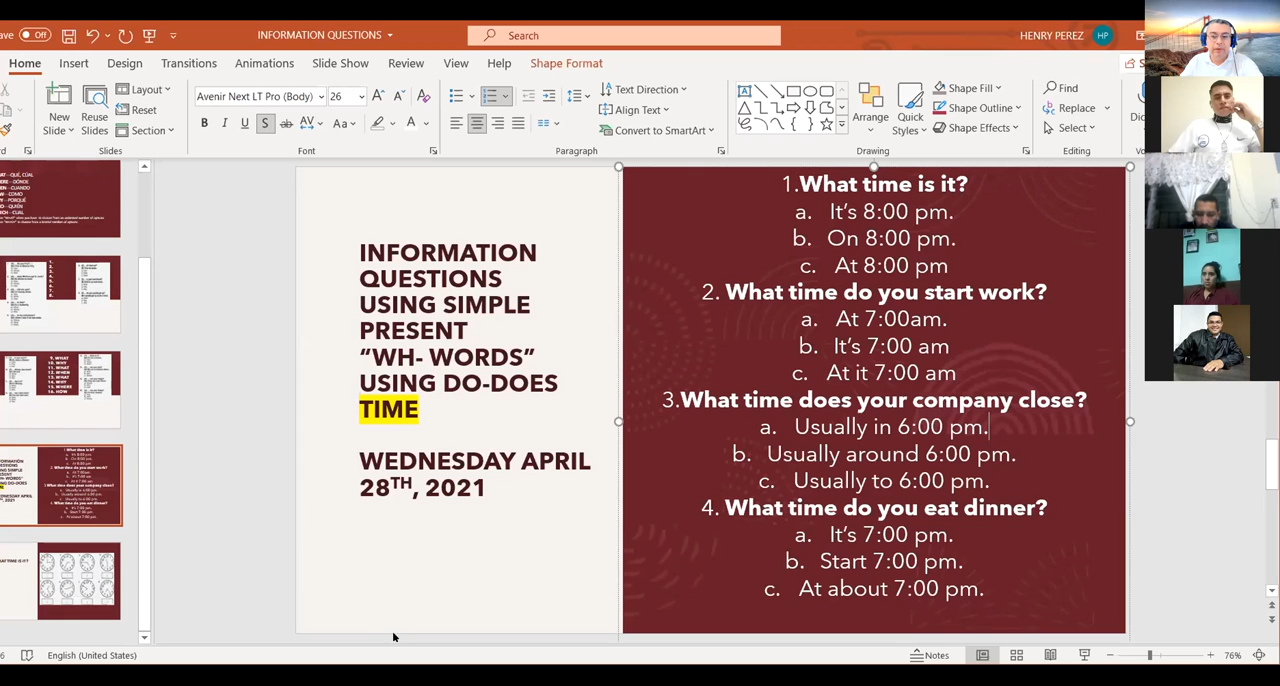 ave Off
INFORMATION QUESTIONS
Search
HENRY PEREZ HP
Home Insert Design Transitions Animations Slide Show Review View Help Shape Format
New Slide
Reuse Slides
Layout
Reset
Section
Slides
Avenir Next LT Pro (Body) 26
B I U S ab AV Aa A
Font
Text Direction
Align Text
Convert to SmartArt
Paragraph
Arrange
Quick Styles
Shape Fill
Shape Outline
Shape Effects
Drawing
Find
Replace
Select
Editing
INFORMATION
QUESTIONS
USING SIMPLE
PRESENT
“WH- WORDS”
USING DO-DOES
TIME
WEDNESDAY APRIL
28TH, 2021
1.What time is it?
a. It’s 8:00 pm.
b. On 8:00 pm.
c. At 8:00 pm
2. What time do you start work?
a. At 7:00am.
b. It’s 7:00 am
c. At it 7:00 am
3.What time does your company close?
a. Usually in 6:00 pm.
b. Usually around 6:00 pm.
c. Usually to 6:00 pm.
4. What time do you eat dinner?
a. It’s 7:00 pm.
b. Start 7:00 pm.
c. At about 7:00 pm.
6 English (United States)
Notes
76%